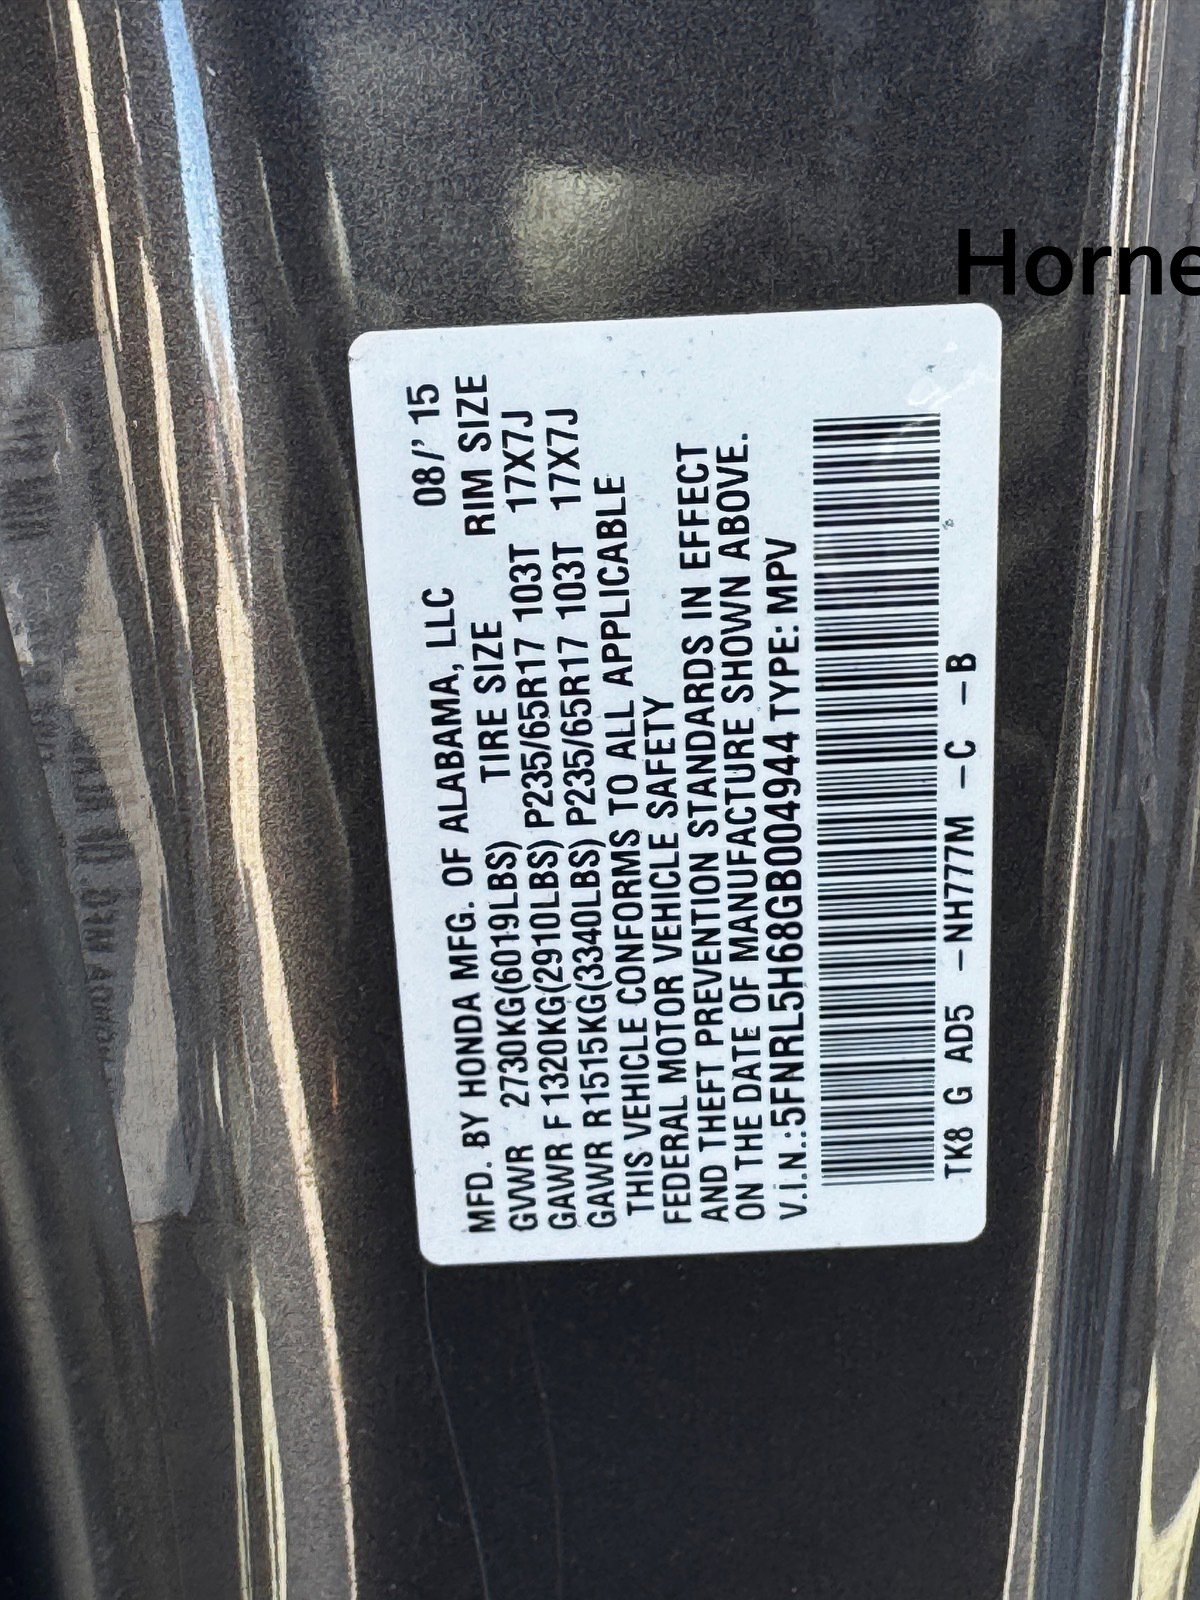 Horne
MFD. BY HONDA MFG. OF ALABAMA, LLC 08/' 15
TIRE SIZE RIM SIZE
GVWR 2730KG(6019LBS)
GAWR F 1320KG(2910LBS) P235/65R17 103T 17X7J
GAWR R1515KG(3340LBS) P235/65R17 103T 17X7J
THIS VEHICLE CONFORMS TO ALL APPLICABLE
FEDERAL MOTOR VEHICLE SAFETY
AND THEFT PREVENTION STANDARDS IN EFFECT
ON THE DATE OF MANUFACTURE SHOWN ABOVE.
V.I.N.:5FNRL5H68GB004944 TYPE: MPV
TK8 G AD5 -NH777M -C -B